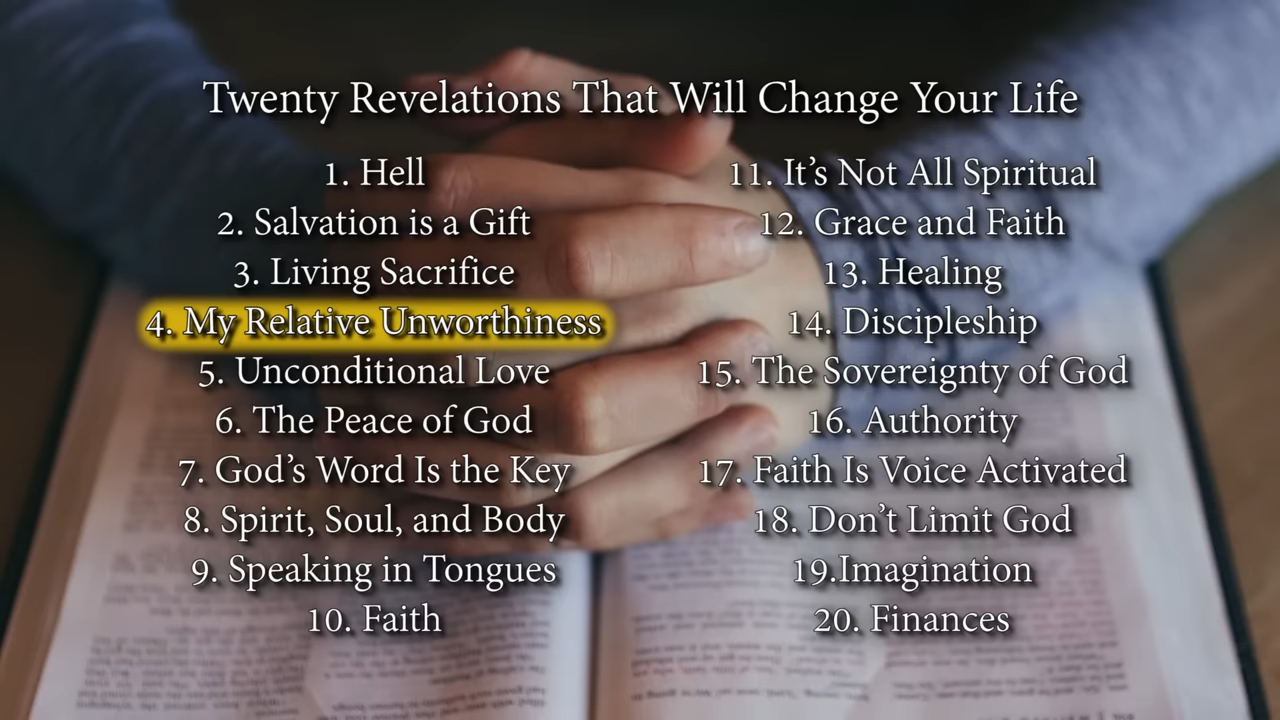 Twenty Revelations That Will Change Your Life
1. Hell
2. Salvation is a Gift
3. Living Sacrifice
4. My Relative Unworthiness
5. Unconditional Love
6. The Peace of God
7. God’s Word Is the Key
8. Spirit, Soul, and Body
9. Speaking in Tongues
10. Faith
11. It’s Not All Spiritual
12. Grace and Faith
13. Healing
14. Discipleship
15. The Sovereignty of God
16. Authority
17. Faith Is Voice Activated
18. Don’t Limit God
19.Imagination
20. Finances